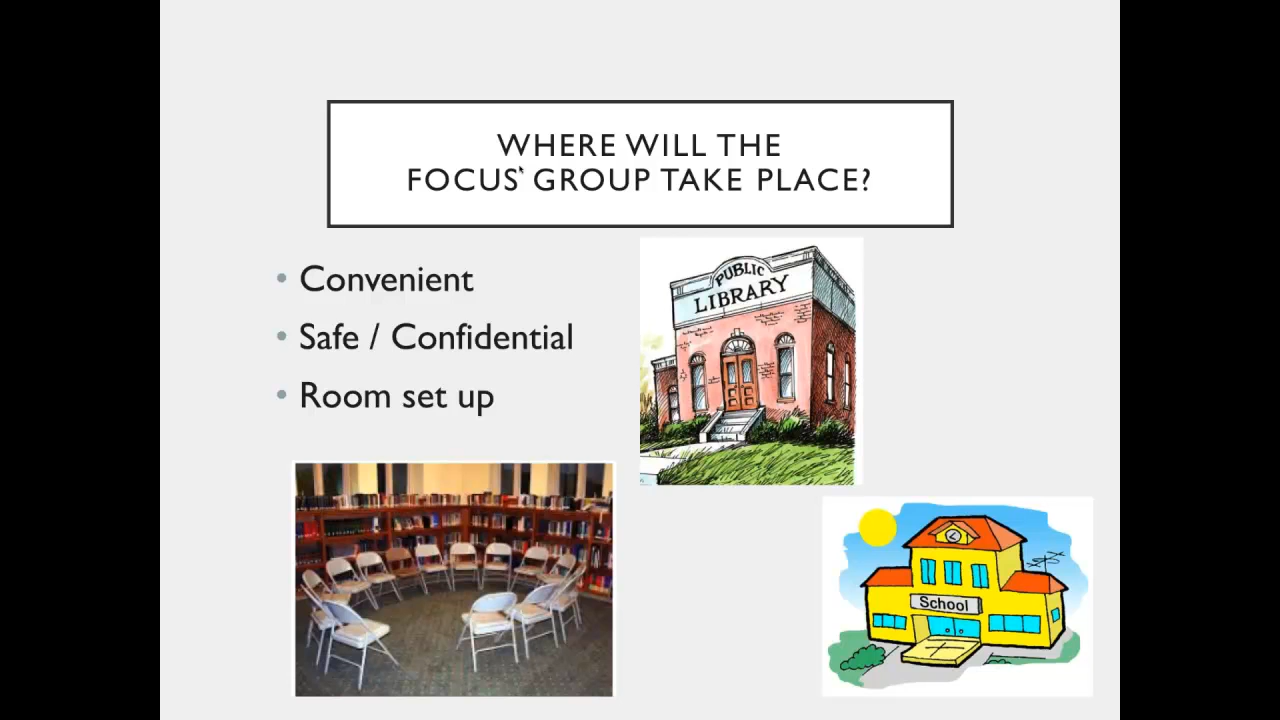 WHERE WILL THE
FOCUS GROUP TAKE PLACE?
• Convenient
• Safe / Confidential
• Room set up
PUBLIC
LIBRARY
School